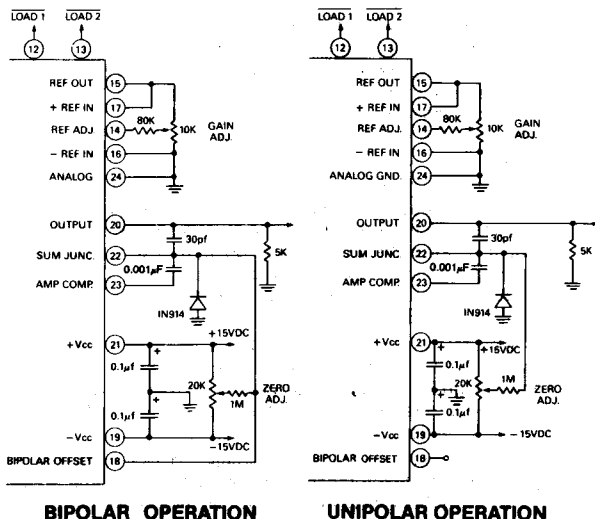 LOAD 1 LOAD 2
12 13
REF OUT 15
+ REF IN 17
REF ADJ. 14 80K 10K GAIN ADJ.
- REF IN 16
ANALOG 24
OUTPUT 20
30pf
SUM JUNC. 22 5K
0.001µF
AMP COMP. 23
IN914
+Vcc 21 +15VDC
+
0.1µf
20K 1M ZERO ADJ.
+
0.1µf
-Vcc 19 -15VDC
BIPOLAR OFFSET 18
BIPOLAR OPERATION
LOAD 1 LOAD 2
12 13
REF OUT 15
+ REF IN 17
REF ADJ. 14 80K 10K GAIN ADJ.
- REF IN 16
ANALOG GND. 24
OUTPUT 20
30pf
SUM JUNC. 22 5K
0.001µF
AMP COMP. 23
IN914
+Vcc 21 +15VDC
+
0.1µf
20K 1M ZERO ADJ.
+
0.1µf
-Vcc 19 -15VDC
BIPOLAR OFFSET 18
UNIPOLAR OPERATION